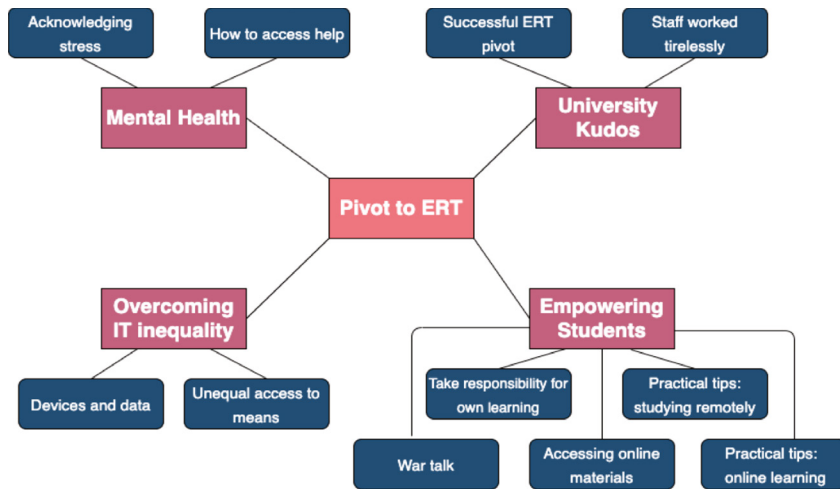 Acknowledging
stress
How to access help
Successful ERT
pivot
Staff worked
tirelessly
Mental Health
University
Kudos
Pivot to ERT
Overcoming
IT inequality
Empowering
Students
Devices and data
Unequal access to
means
Take responsibility for
own learning
Practical tips:
studying remotely
War talk
Accessing online
materials
Practical tips:
online learning